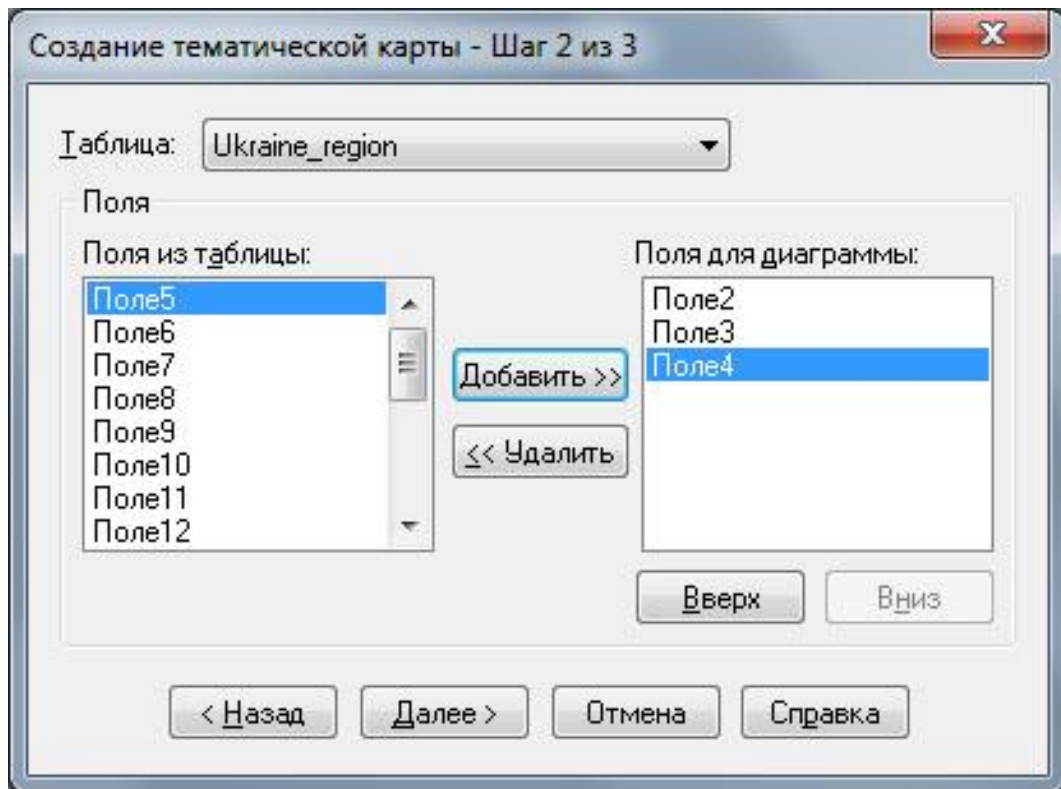 Создание тематической карты - Шаг 2 из 3
Таблица: Ukraine_region
Поля
Поля из таблицы:
Поле5
Поле6
Поле7
Поле8
Поле9
Поле10
Поле11
Поле12
Добавить >>
<< Удалить
Поля для диаграммы:
Поле2
Поле3
Поле4
Вверх Вниз
< Назад Далее > Отмена Справка